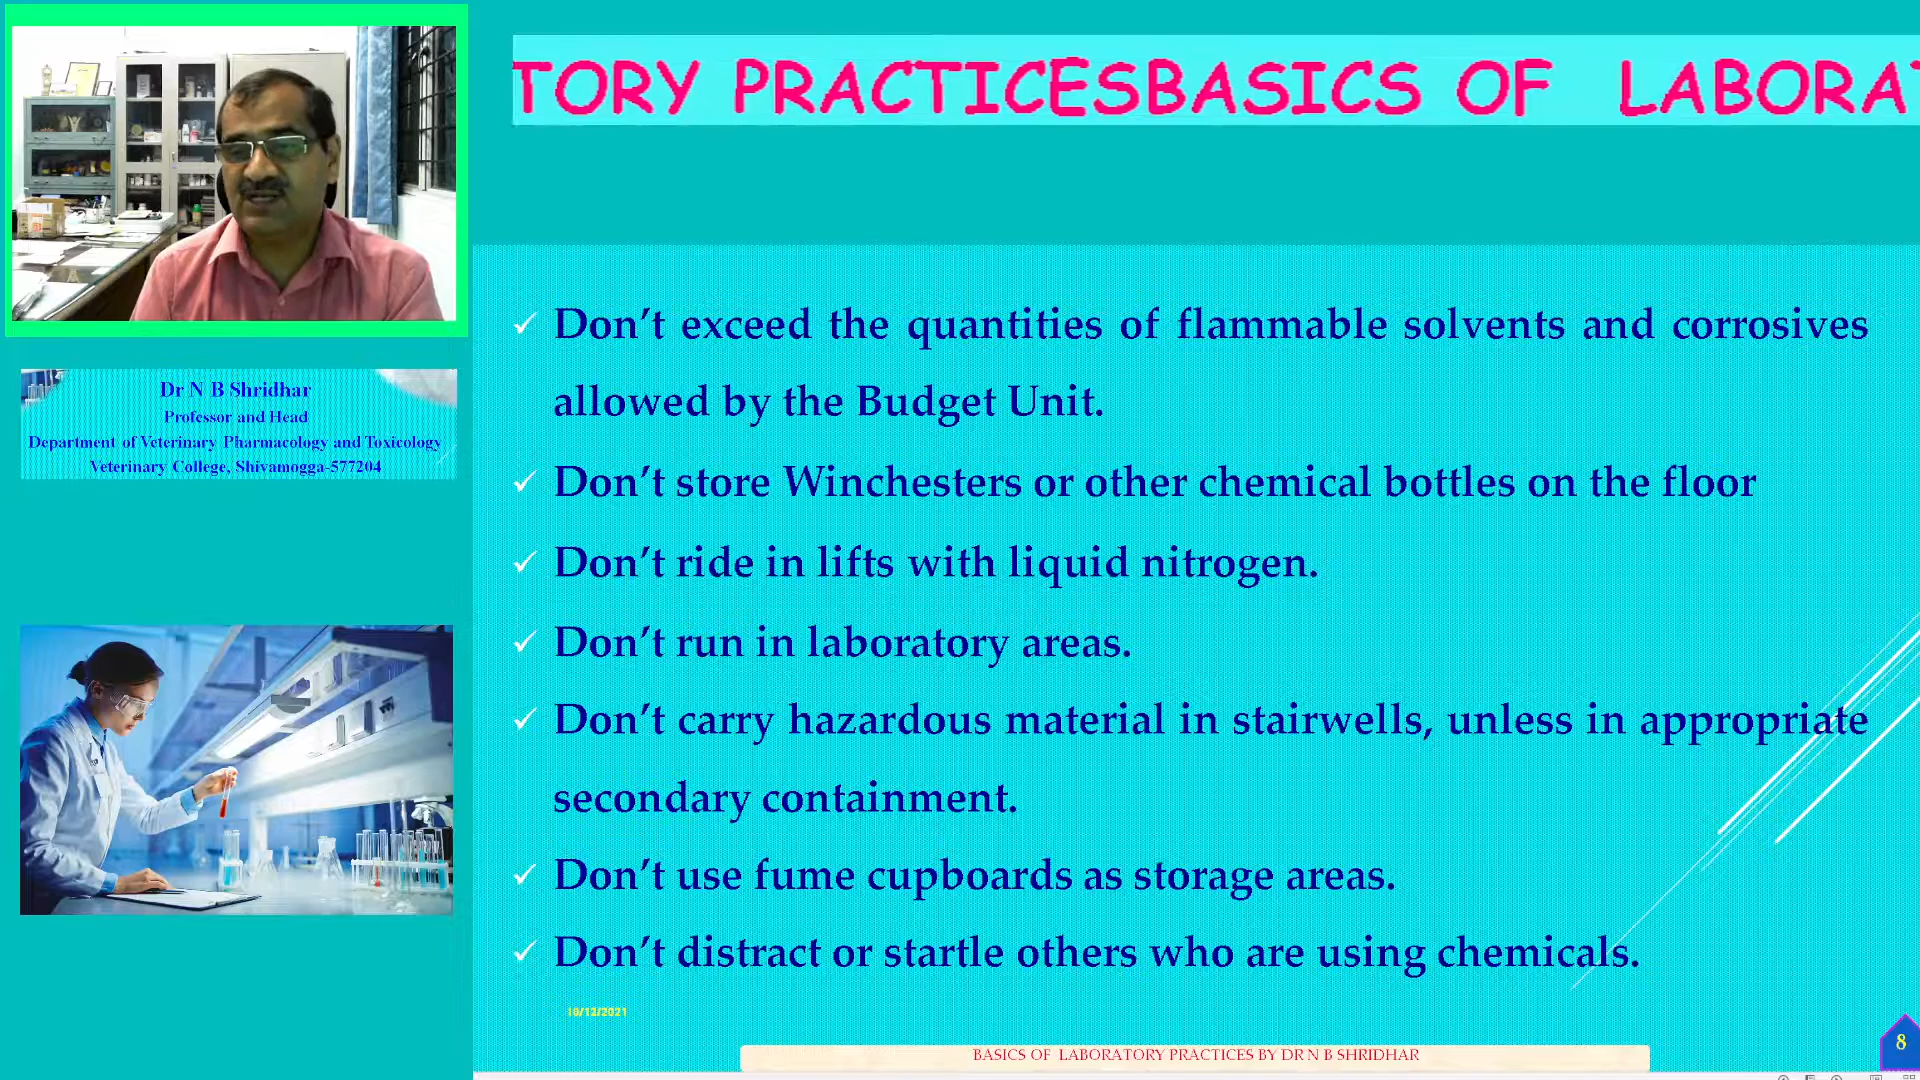 TORY PRACTICESBASICS OF LABORAT
Dr N B Shridhar
Professor and Head
Department of Veterinary Pharmacology and Toxicology
Veterinary College, Shivamogga-577204
✓ Don’t exceed the quantities of flammable solvents and corrosives
allowed by the Budget Unit.
✓ Don’t store Winchesters or other chemical bottles on the floor
✓ Don’t ride in lifts with liquid nitrogen.
✓ Don’t run in laboratory areas.
✓ Don’t carry hazardous material in stairwells, unless in appropriate
secondary containment.
✓ Don’t use fume cupboards as storage areas.
✓ Don’t distract or startle others who are using chemicals.
10/12/2021
BASICS OF LABORATORY PRACTICES BY DR N B SHRIDHAR
8